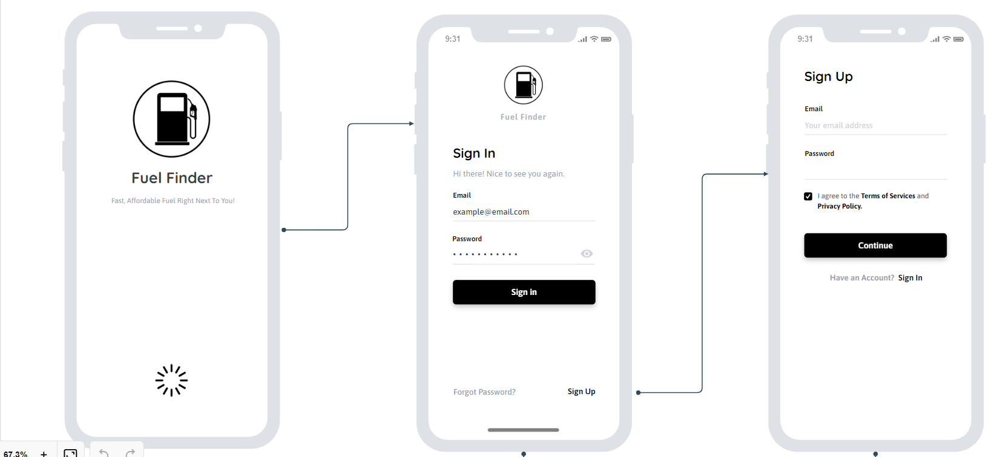 Fuel Finder
Fast, Affordable Fuel Right Next To You!
67.3%
9:31
Fuel Finder
Sign In
Hi there! Nice to see you again.
Email
example@email.com
Password
Sign in
Forgot Password?
Sign Up
9:31
Sign Up
Email
Your email address
Password
I agree to the Terms of Services and
Privacy Policy.
Continue
Have an Account? Sign In